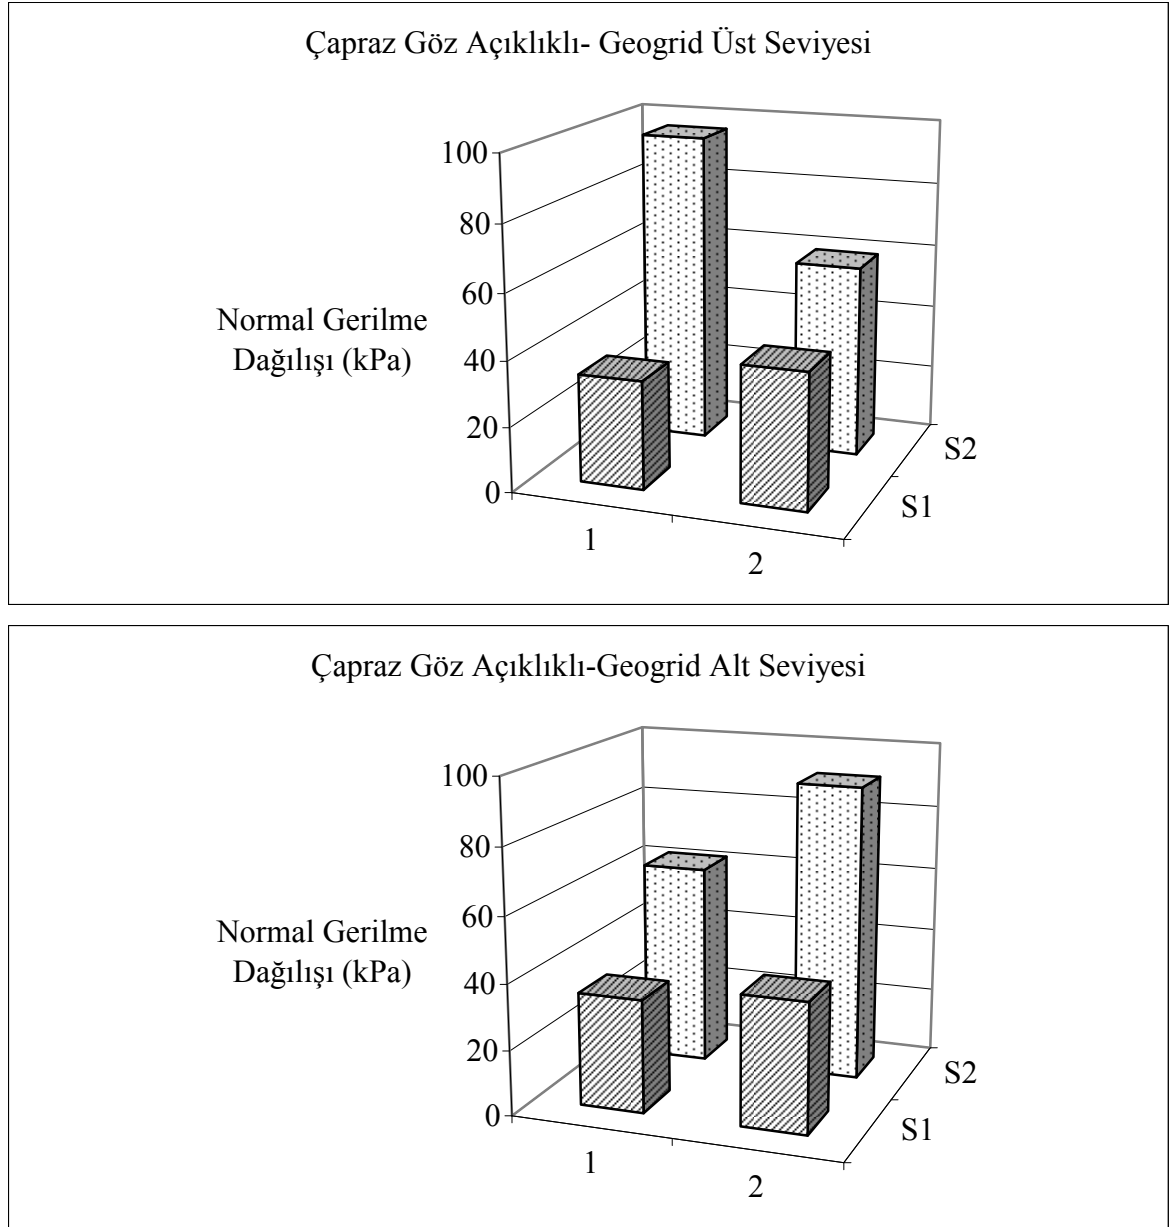 Çapraz Göz Açıklıklı- Geogrid Üst Seviyesi
100
80
60
40
20
0
Normal Gerilme
Dağılışı (kPa)
1
2
S1
S2
Çapraz Göz Açıklıklı-Geogrid Alt Seviyesi
100
80
60
40
20
0
Normal Gerilme
Dağılışı (kPa)
1
2
S1
S2